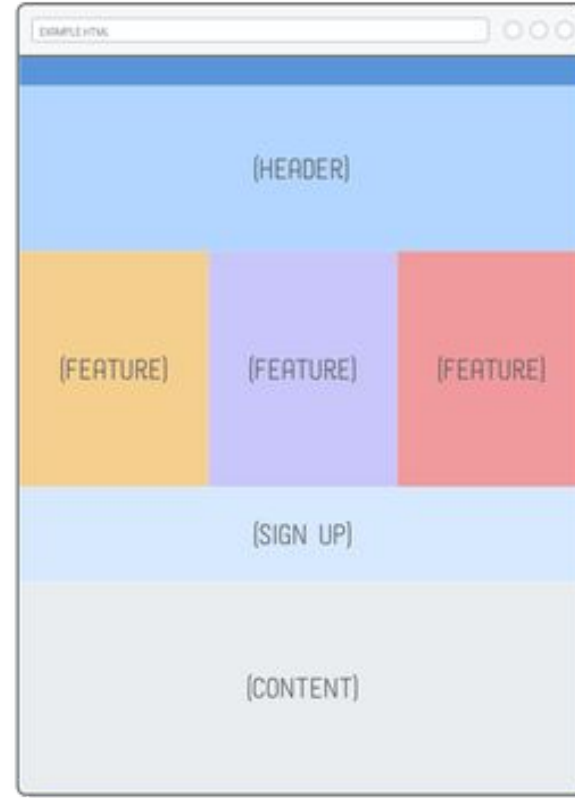 EXAMPLE.HTML
(HEADER)
(FEATURE) (FEATURE) (FEATURE)
(SIGN UP)
(CONTENT)